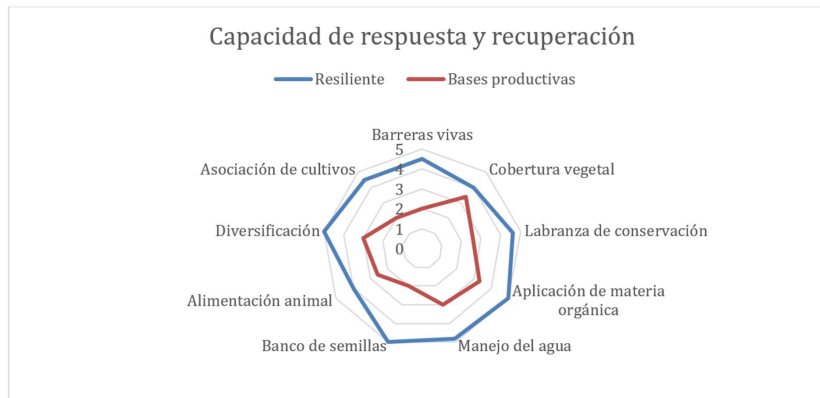 Capacidad de respuesta y recuperación
Resiliente
Bases productivas
Barreras vivas
5
4
3
2
1
0
Asociación de cultivos
Cobertura vegetal
Diversificación
Labranza de conservación
Alimentación animal
Aplicación de materia
orgánica
Banco de semillas
Manejo del agua